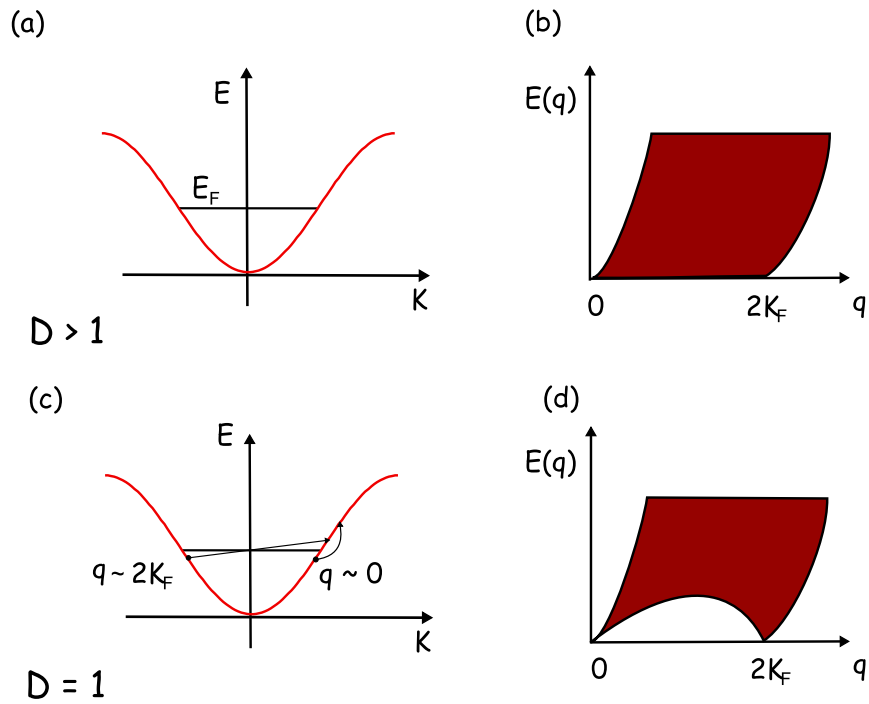 (a)
E
E_F
K
D > 1
(b)
E(q)
0
2K_F
q
(c)
E
q ~ 2K_F
q ~ 0
K
D = 1
(d)
E(q)
0
2K_F
q